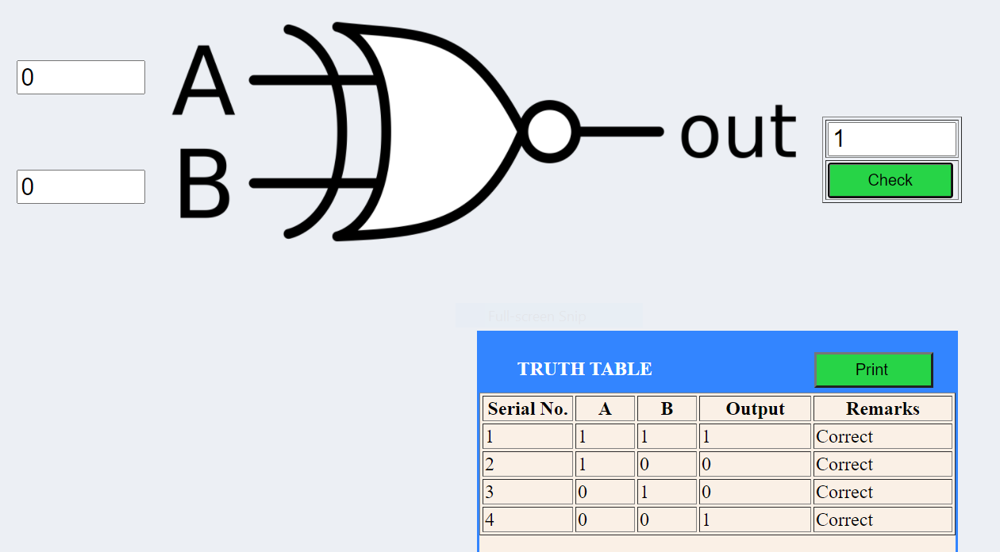 0
A
out
1
0
B
Check
Full-screen Snip
TRUTH TABLE
Print
Serial No. A B Output Remarks
1 1 1 1 Correct
2 1 0 0 Correct
3 0 1 0 Correct
4 0 0 1 Correct